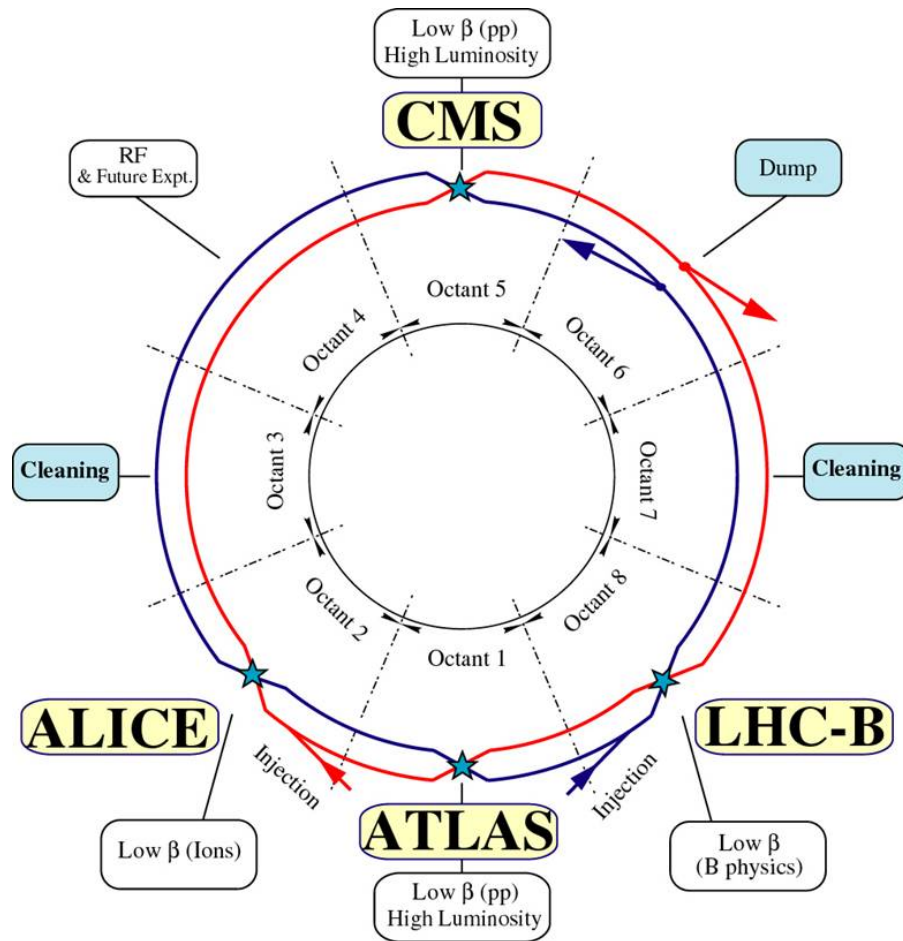 Low β (pp)
High Luminosity
CMS
RF
& Future Expt.
Dump
Octant 5
Octant 4
Octant 6
Cleaning
Octant 3
Octant 7
Cleaning
Octant 2
Octant 8
Octant 1
ALICE
LHC-B
Injection
Injection
ATLAS
Low β (Ions)
Low β
(B physics)
Low β (pp)
High Luminosity